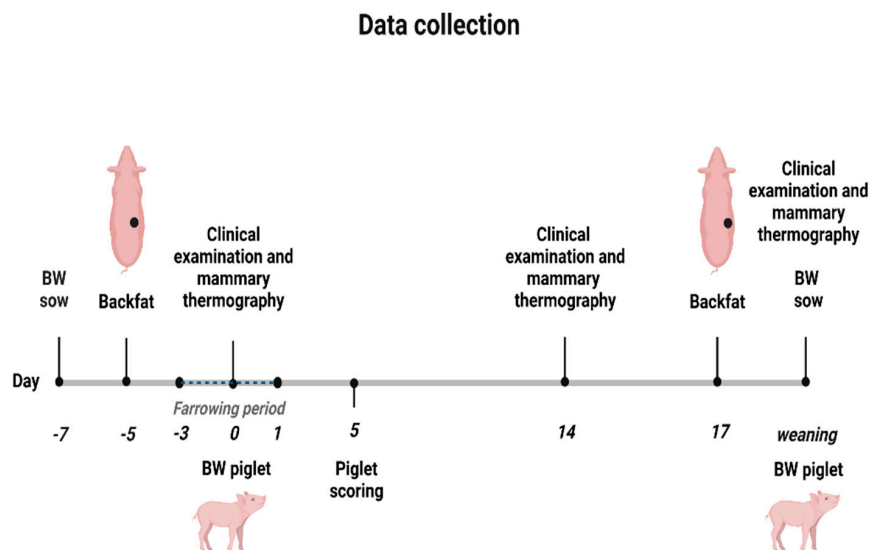 Data collection
Clinical
examination and
mammary
thermography
Clinical
examination and
mammary
thermography
Clinical
examination and
mammary
thermography
BW
sow
Backfat
Backfat
BW
sow
Day
Farrowing period
-7
-5
-3
0
1
5
14
17
weaning
BW piglet
Piglet
scoring
BW piglet